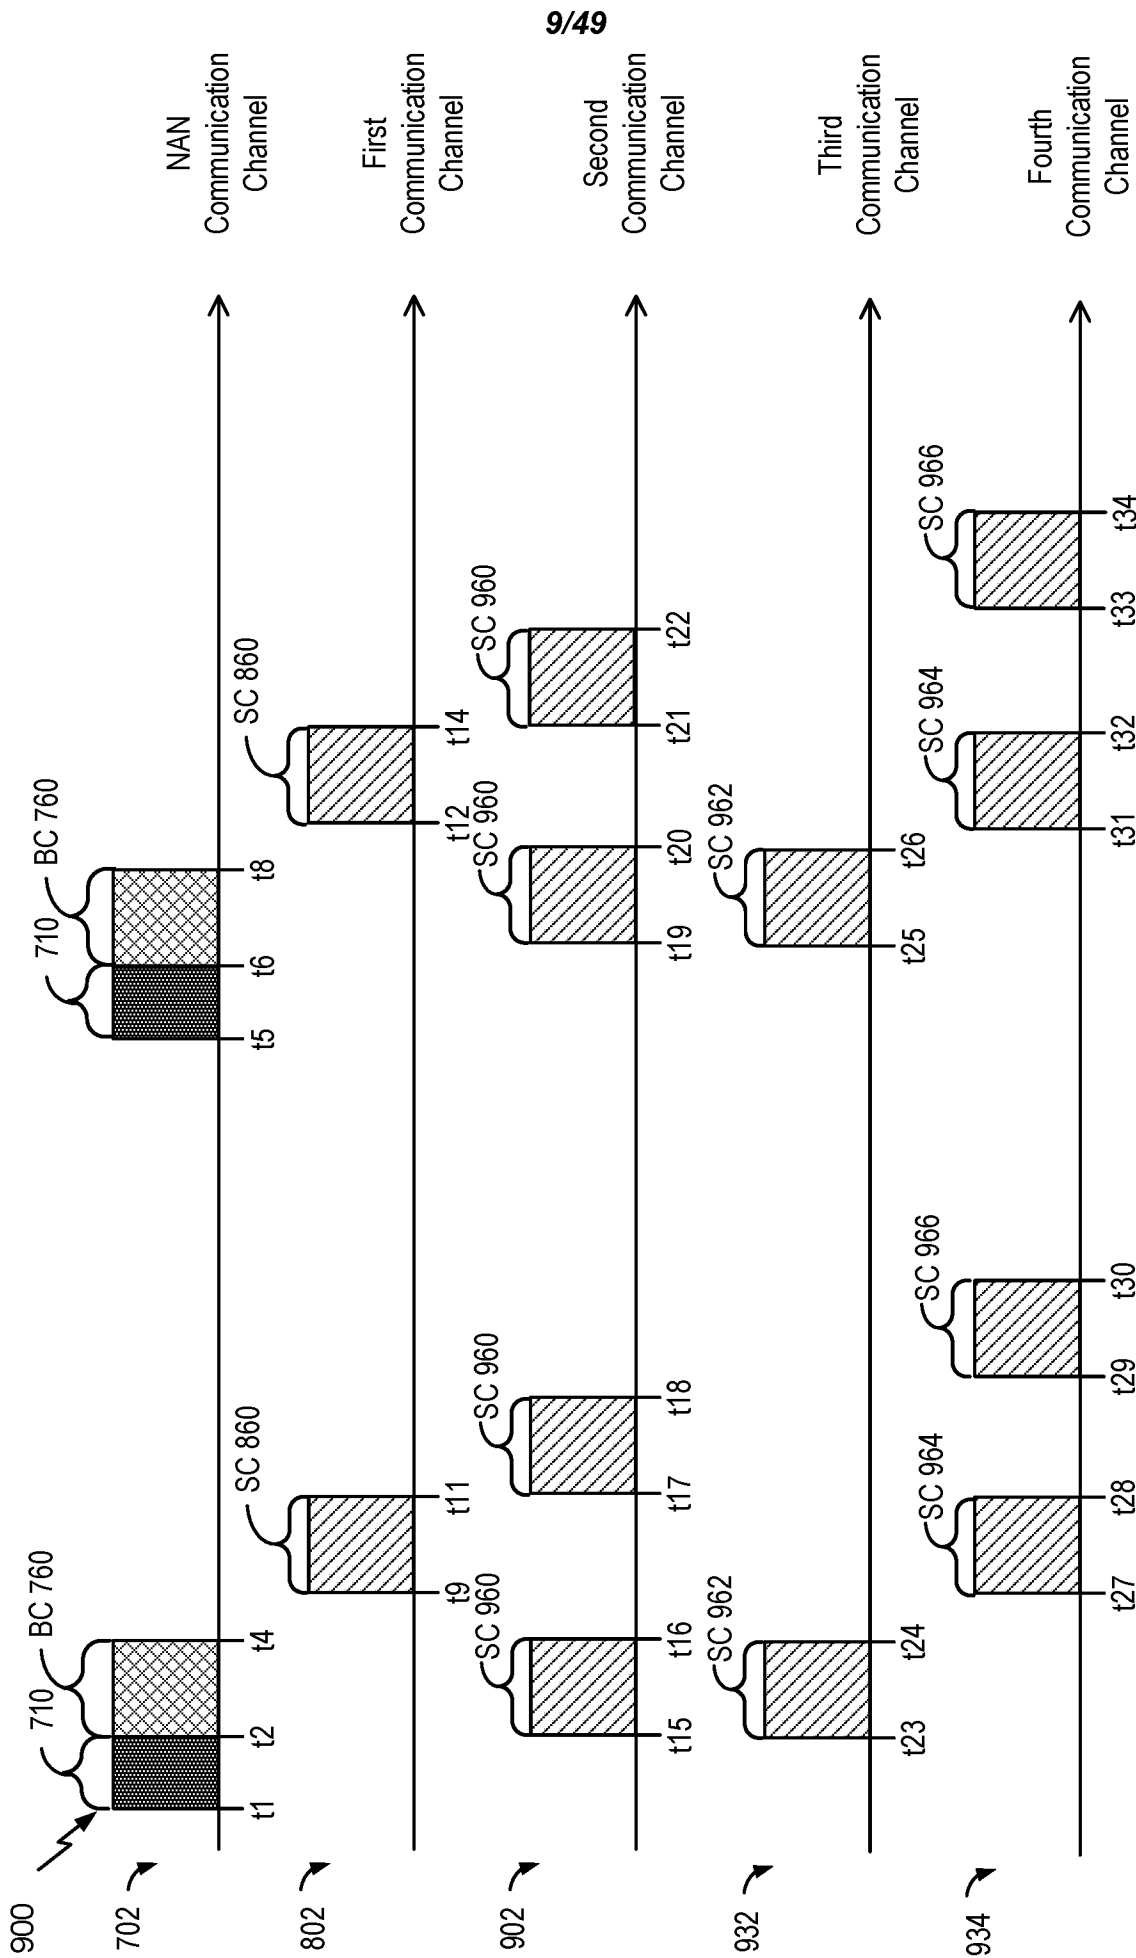 9/49
900
702
710
BC 760
710
BC 760
t1
t2
t4
t5
t6
t8
NAN
Communication
Channel
802
SC 860
SC 860
t9
t11
t12
t14
First
Communication
Channel
902
SC 960
SC 960
SC 960
SC 960
t15
t16
t17
t18
t19
t20
t21
t22
Second
Communication
Channel
932
SC 962
SC 962
t23
t24
t25
t26
Third
Communication
Channel
934
SC 964
SC 966
SC 964
SC 966
t27
t28
t29
t30
t31
t32
t33
t34
Fourth
Communication
Channel